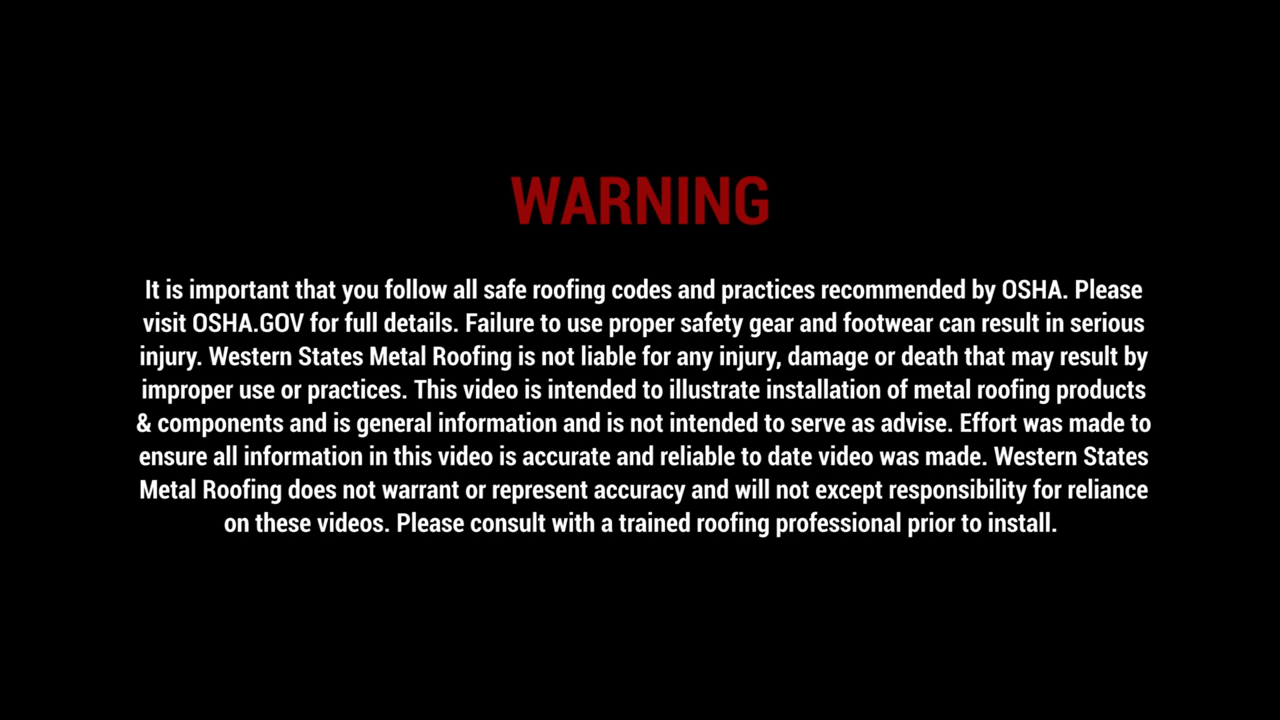 WARNING
It is important that you follow all safe roofing codes and practices recommended by OSHA. Please
visit OSHA.GOV for full details. Failure to use proper safety gear and footwear can result in serious
injury. Western States Metal Roofing is not liable for any injury, damage or death that may result by
improper use or practices. This video is intended to illustrate installation of metal roofing products
& components and is general information and is not intended to serve as advise. Effort was made to
ensure all information in this video is accurate and reliable to date video was made. Western States
Metal Roofing does not warrant or represent accuracy and will not except responsibility for reliance
on these videos. Please consult with a trained roofing professional prior to install.